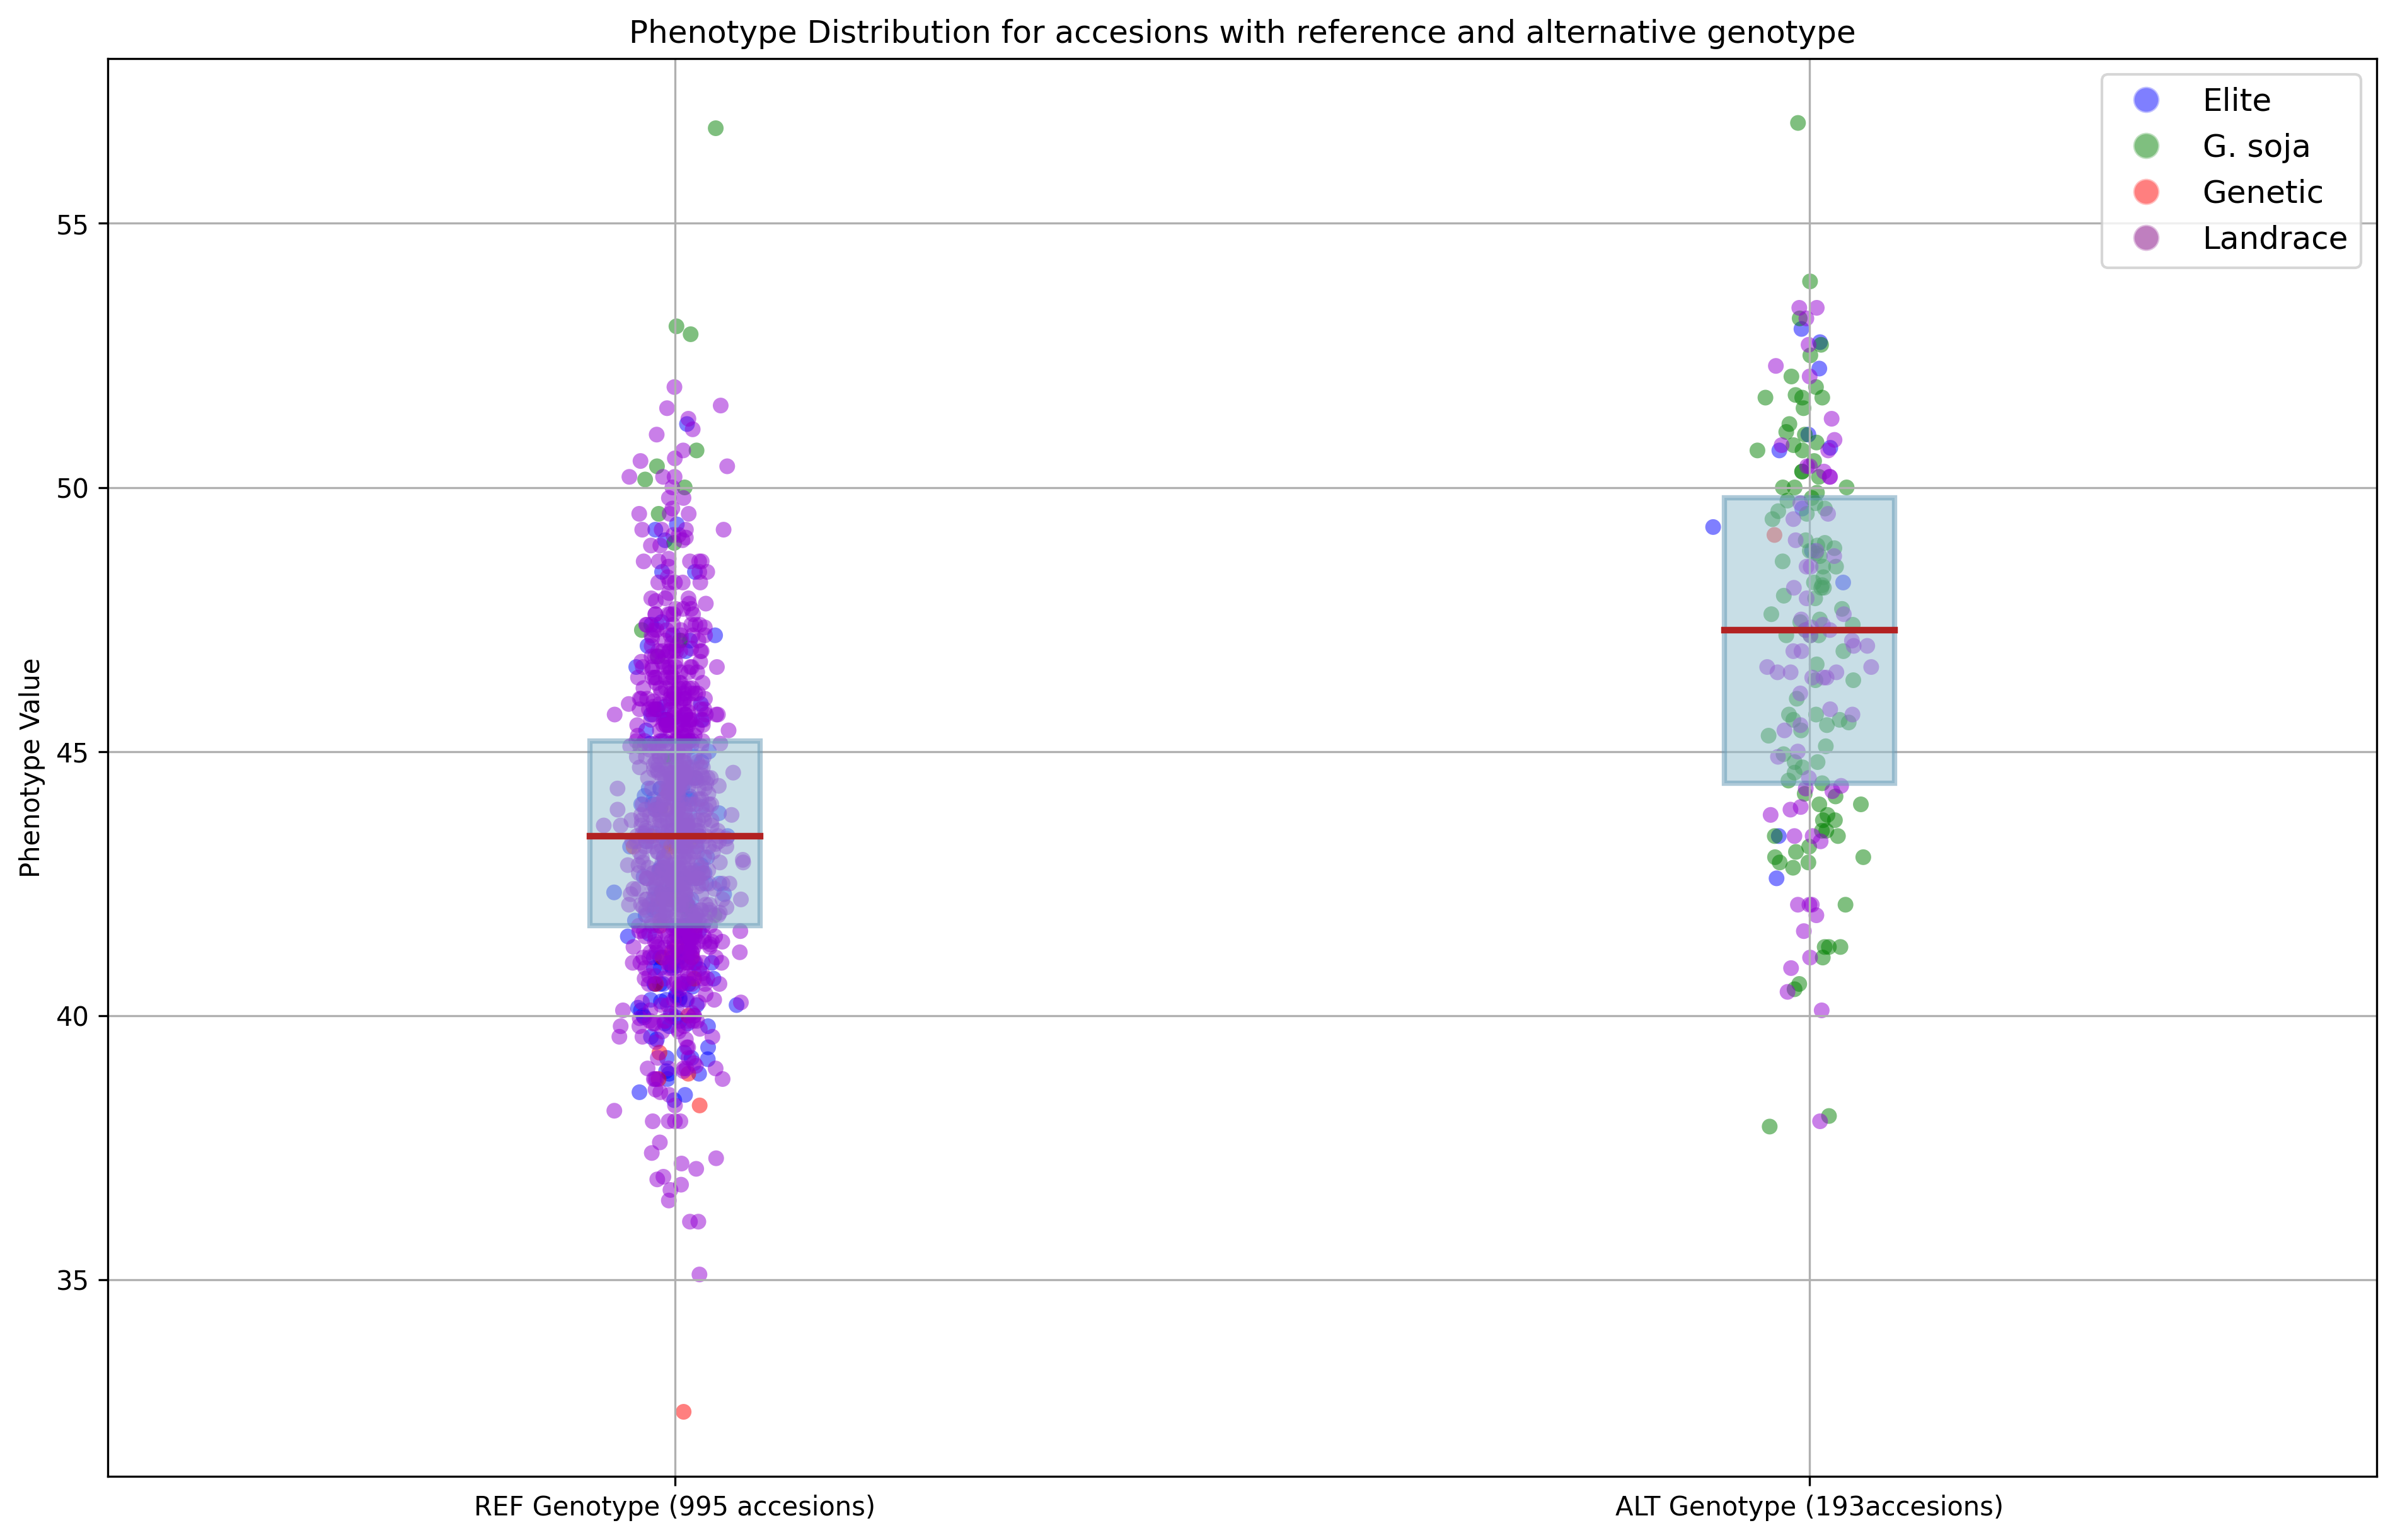 Phenotype Distribution for accesions with reference and alternative genotype
Elite
G. soja
Genetic
Landrace
55
50
45
40
35
Phenotype Value
REF Genotype (995 accesions)
ALT Genotype (193accesions)